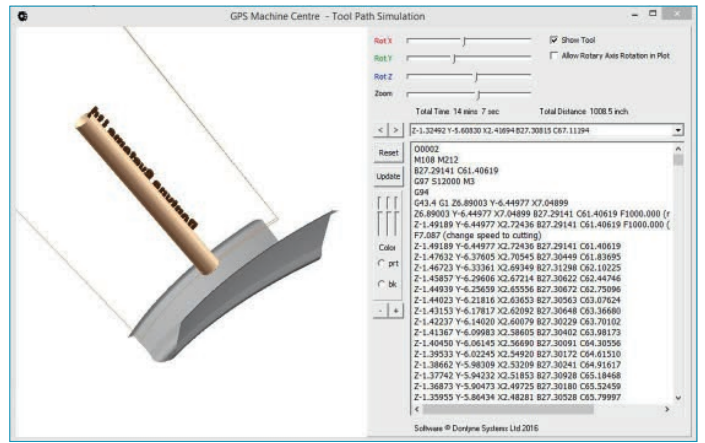 GPS Machine Centre - Tool Path Simulation
Rot X
Show Tool
Rot Y
Allow Rotary Axis Rotation in Plot
Rot Z
Zoom
Total Time 14 mins 7 sec Total Distance 1008.5 inch
< > Z-1.32492 Y-5.60830 X2.41694 B27.30815 C67.11294
Reset
Update
Color
prt
bk
- +
O0002
M108 M212
B27.29141 C61.40619
G97 S12000 M3
G94
G43.4 G1 Z6.89003 Y-6.44977 X7.04899
Z6.89003 Y-6.44977 X7.04899 B27.29141 C61.40619 F1000.000 (r
Z-1.49189 Y-6.44977 X2.72436 B27.29141 C61.40619 F1000.000 (
F7.087 (change speed to cutting)
Z-1.49189 Y-6.44977 X2.72436 B27.29141 C61.40619
Z-1.47632 Y-6.37605 X2.70545 B27.30449 C61.83695
Z-1.46723 Y-6.33361 X2.69349 B27.31298 C62.10225
Z-1.45857 Y-6.29606 X2.67214 B27.30622 C62.44746
Z-1.44939 Y-6.25659 X2.65556 B27.30672 C62.75096
Z-1.44023 Y-6.21816 X2.63653 B27.30563 C63.07624
Z-1.43153 Y-6.17817 X2.62092 B27.30648 C63.36680
Z-1.42237 Y-6.14020 X2.60079 B27.30229 C63.70102
Z-1.41367 Y-6.09983 X2.58605 B27.30402 C63.98173
Z-1.40450 Y-6.06145 X2.56690 B27.30091 C64.30556
Z-1.39533 Y-6.02245 X2.54920 B27.30172 C64.61510
Z-1.38662 Y-5.98309 X2.53209 B27.30241 C64.91617
Z-1.37742 Y-5.94232 X2.51853 B27.30928 C65.18468
Z-1.36873 Y-5.90473 X2.49725 B27.30180 C65.52459
Z-1.35955 Y-5.86434 X2.48281 B27.30528 C65.79997
Software © Dontyne Systems Ltd 2016